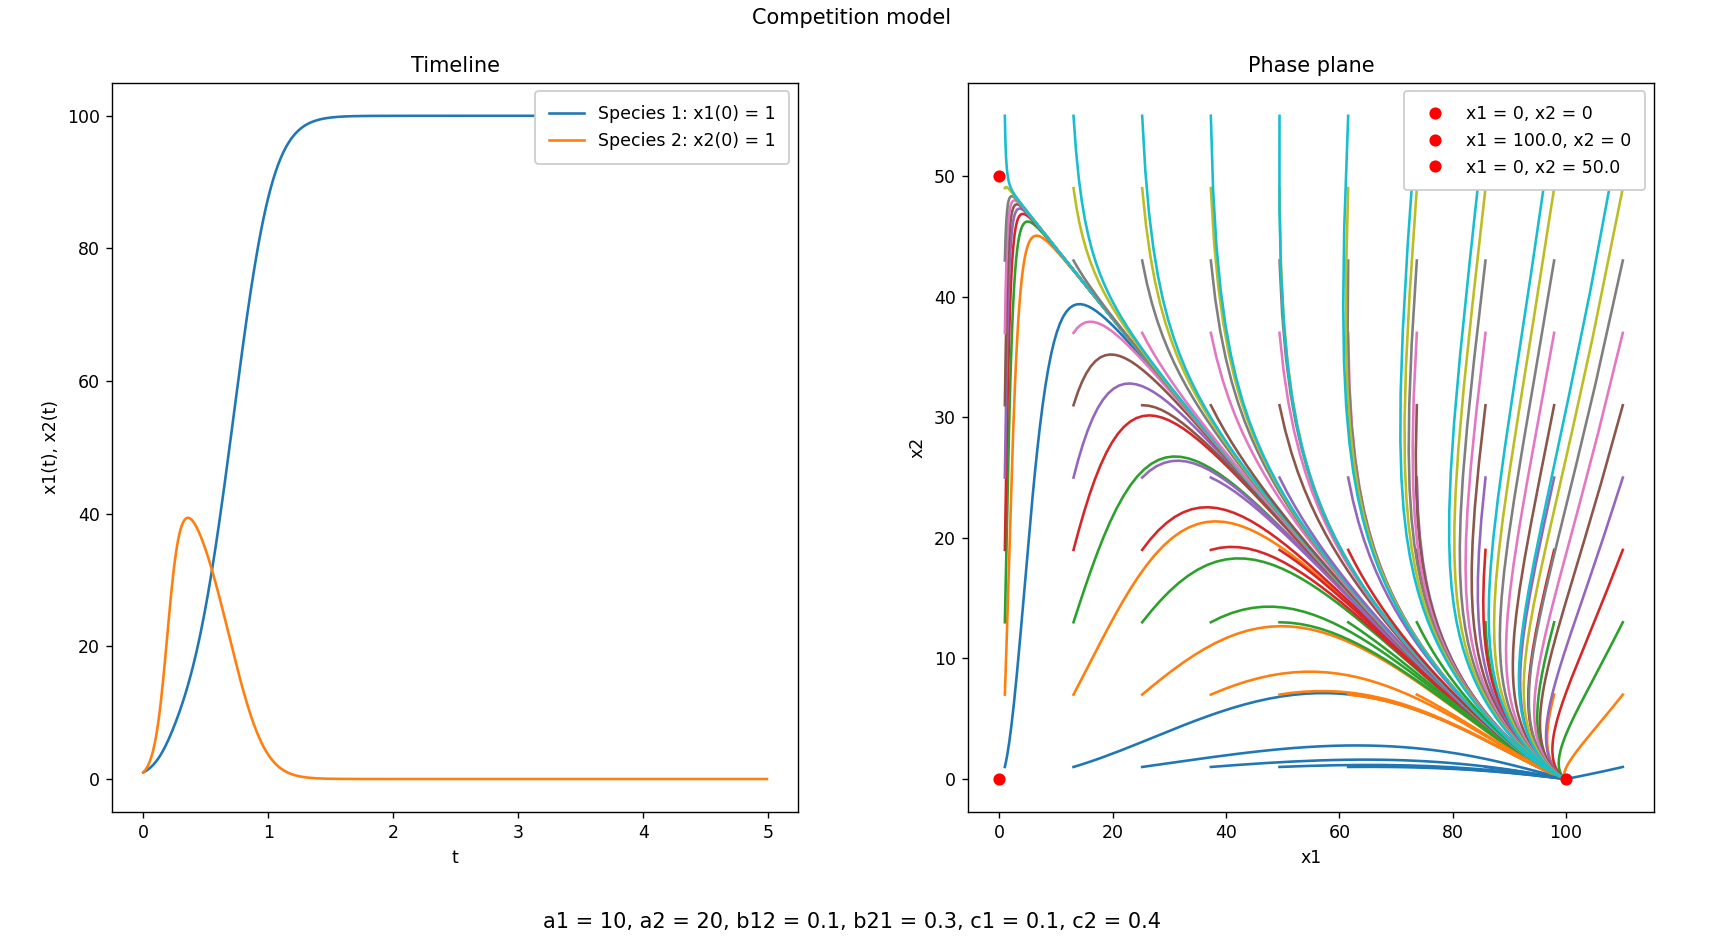 Competition model
Timeline
x1(t), x2(t)
100
80
60
40
20
0
Species 1: x1(0) = 1
Species 2: x2(0) = 1
0 1 2 3 4 5
t
Phase plane
x2
50
40
30
20
10
0
x1 = 0, x2 = 0
x1 = 100.0, x2 = 0
x1 = 0, x2 = 50.0
0 20 40 60 80 100
x1
a1 = 10, a2 = 20, b12 = 0.1, b21 = 0.3, c1 = 0.1, c2 = 0.4